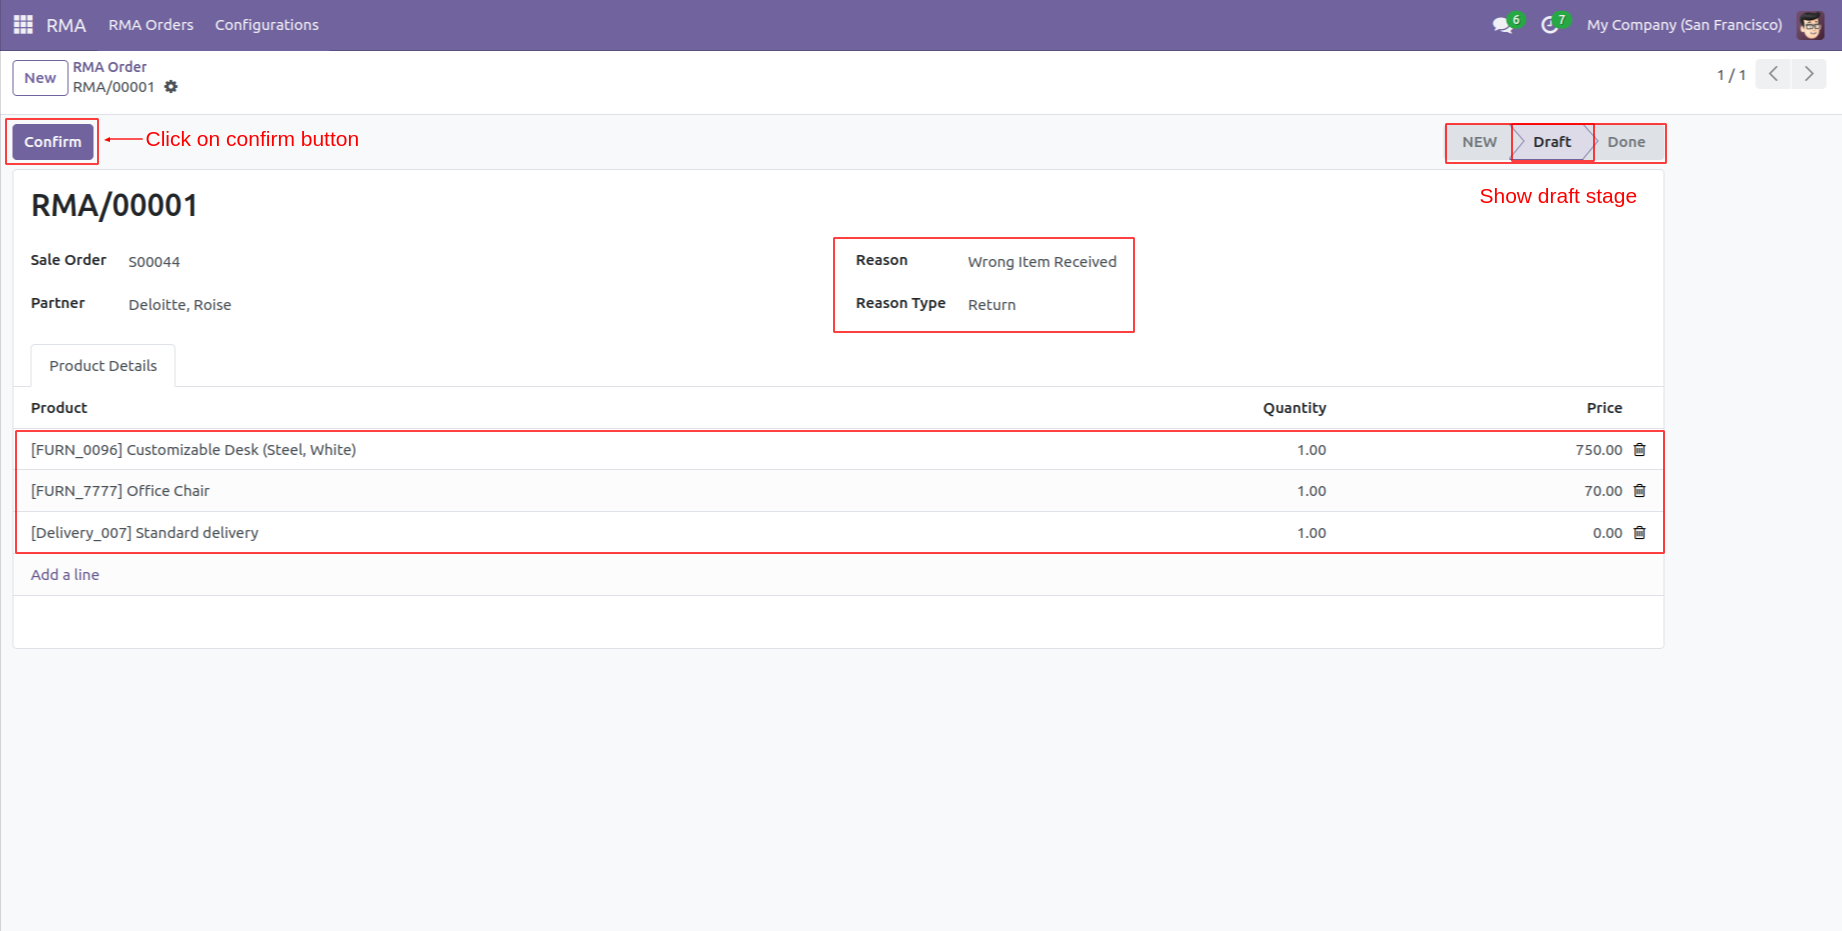 RMA RMA Orders Configurations 6 7 My Company (San Francisco)
New RMA Order
RMA/00001 1 / 1
Confirm Click on confirm button NEW Draft Done
RMA/00001 Show draft stage
Sale Order S00044 Reason Wrong Item Received
Partner Deloitte, Roise Reason Type Return
Product Details
Product Quantity Price
[FURN_0096] Customizable Desk (Steel, White) 1.00 750.00
[FURN_7777] Office Chair 1.00 70.00
[Delivery_007] Standard delivery 1.00 0.00
Add a line